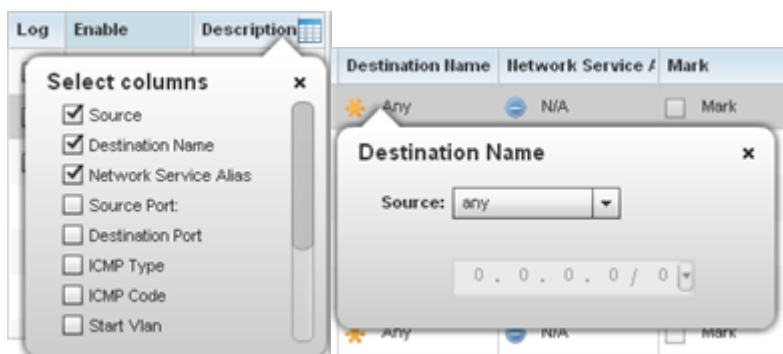 Log Enable Description
Select columns ×
Source
Destination Name
Network Service Alias
Source Port:
Destination Port
ICMP Type
ICMP Code
Start Vlan
Destination Name Network Service A Mark
Any N/A Mark
Destination Name ×
Source: any
0 . 0 . 0 . 0 / 0
Any N/A Mark